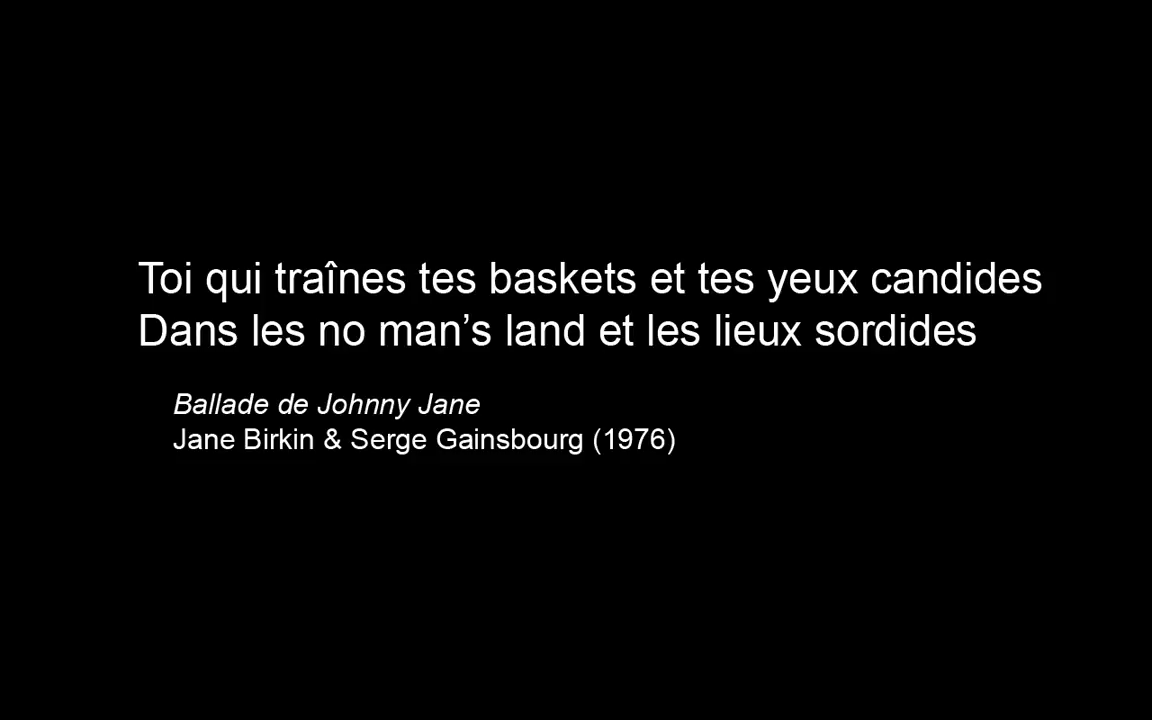 Toi qui traînes tes baskets et tes yeux candides
Dans les no man’s land et les lieux sordides
Ballade de Johnny Jane
Jane Birkin & Serge Gainsbourg (1976)